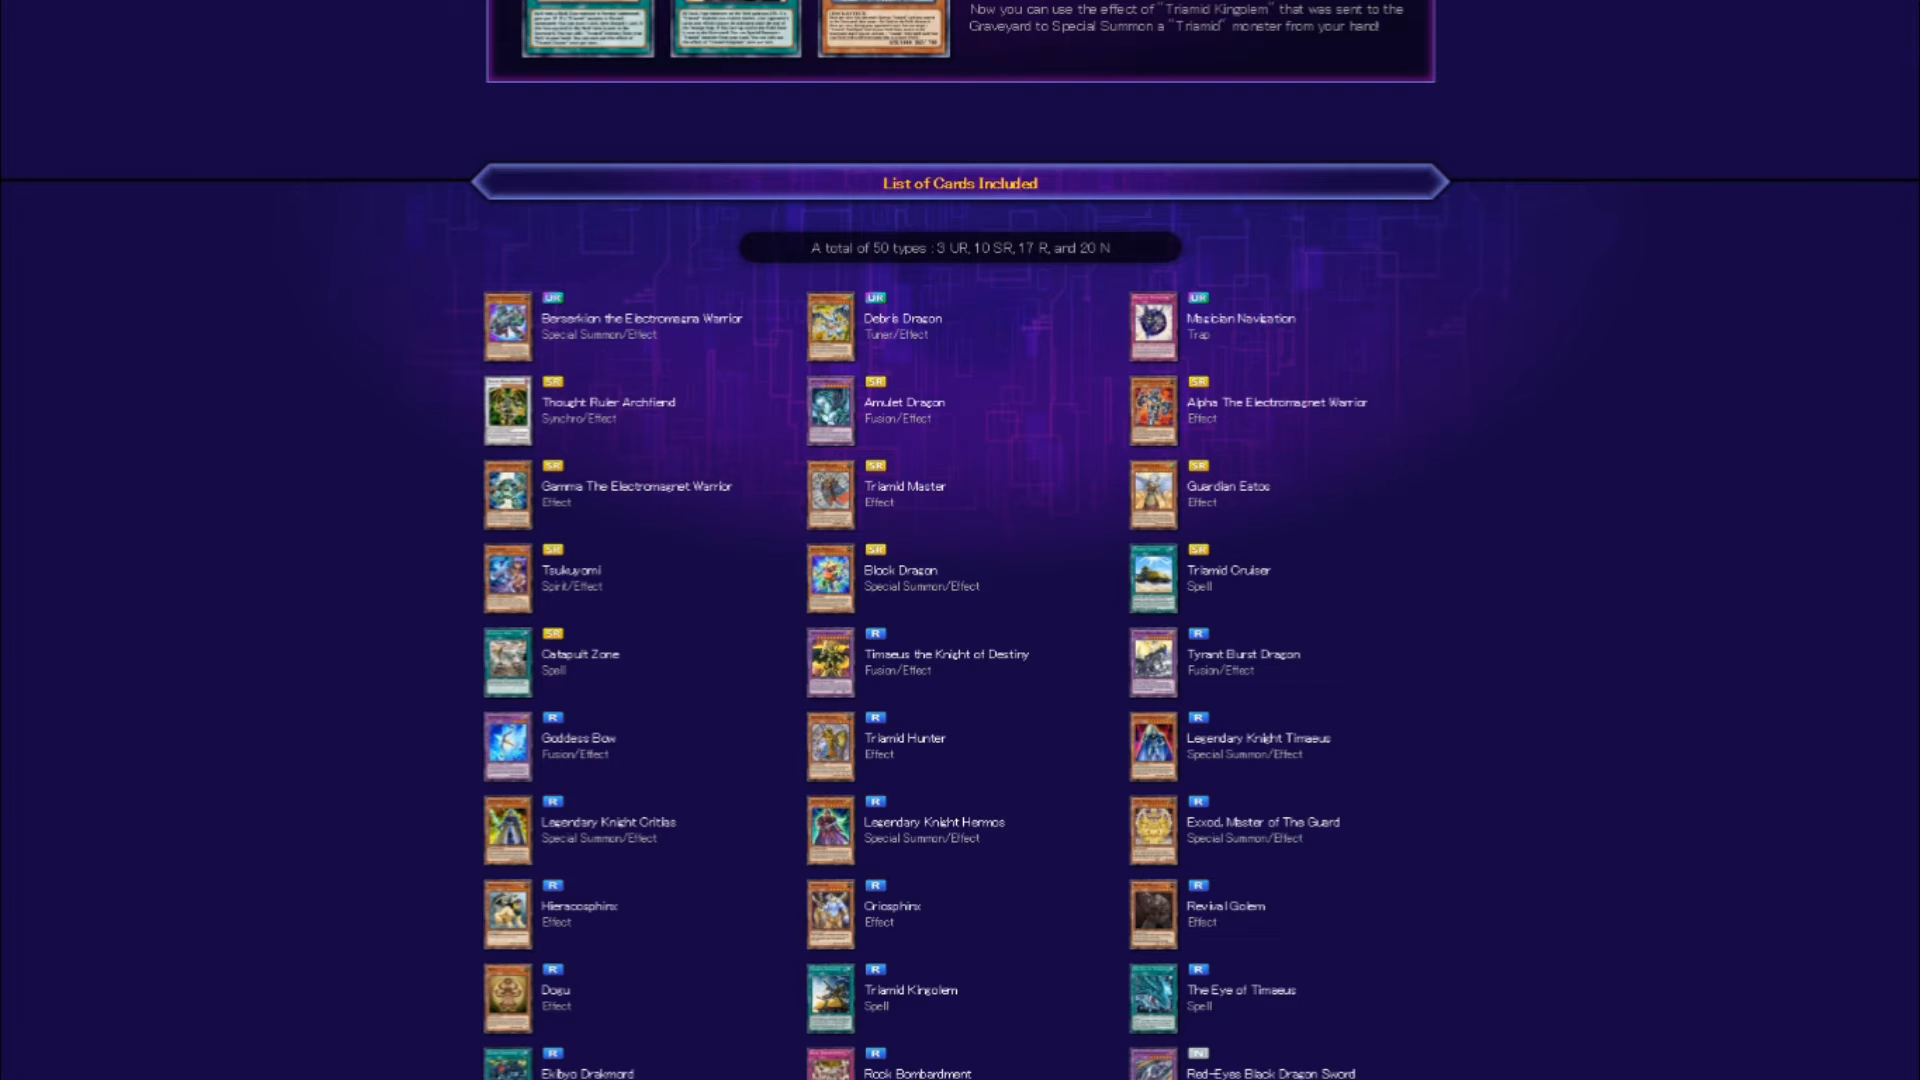 Now you can use the effect of "Triamid Kingolem" that was sent to the
Graveyard to Special Summon a "Triamid" monster from your hand!
List of Cards Included
A total of 50 types : 3 UR, 10 SR, 17 R, and 20 N
UR
Berserkion the Electromagna Warrior
Special Summon/Effect
UR
Debris Dragon
Tuner/Effect
UR
Magician Navigation
Trap
SR
Thought Ruler Archfiend
Synchro/Effect
SR
Amulet Dragon
Fusion/Effect
SR
Alpha The Electromagnet Warrior
Effect
SR
Gamma The Electromagnet Warrior
Effect
SR
Triamid Master
Effect
SR
Guardian Eatos
Effect
SR
Tsukuyomi
Spirit/Effect
SR
Block Dragon
Special Summon/Effect
SR
Triamid Cruiser
Spell
SR
Catapult Zone
Spell
R
Timaeus the Knight of Destiny
Fusion/Effect
R
Tyrant Burst Dragon
Fusion/Effect
R
Goddess Bow
Fusion/Effect
R
Triamid Hunter
Effect
R
Legendary Knight Timaeus
Special Summon/Effect
R
Legendary Knight Critias
Special Summon/Effect
R
Legendary Knight Hermos
Special Summon/Effect
R
Exxod, Master of The Guard
Special Summon/Effect
R
Hieracosphinx
Effect
R
Criosphinx
Effect
R
Revival Golem
Effect
R
Dogu
Effect
R
Triamid Kingolem
Spell
R
The Eye of Timaeus
Spell
R
Ekibyo Drakmord
R
Rock Bombardment
N
Red-Eyes Black Dragon Sword